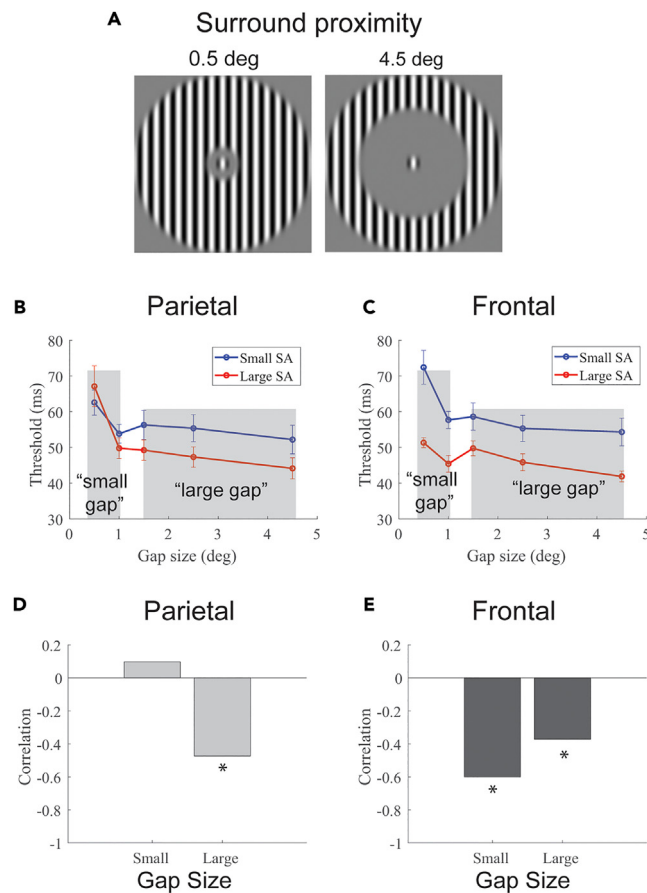 A
Surround proximity
0.5 deg
4.5 deg
B
Parietal
80
70
60
50
40
30
Threshold (ms)
Small SA
Large SA
"small
gap"
"large gap"
0
1
2
3
4
5
Gap size (deg)
C
Frontal
80
70
60
50
40
30
Threshold (ms)
Small SA
Large SA
"small
gap"
"large gap"
0
1
2
3
4
5
Gap size (deg)
D
Parietal
0.2
0
-0.2
-0.4
-0.6
-0.8
-1
Correlation
*
Small
Large
Gap Size
E
Frontal
0.2
0
-0.2
-0.4
-0.6
-0.8
-1
Correlation
*
*
Small
Large
Gap Size